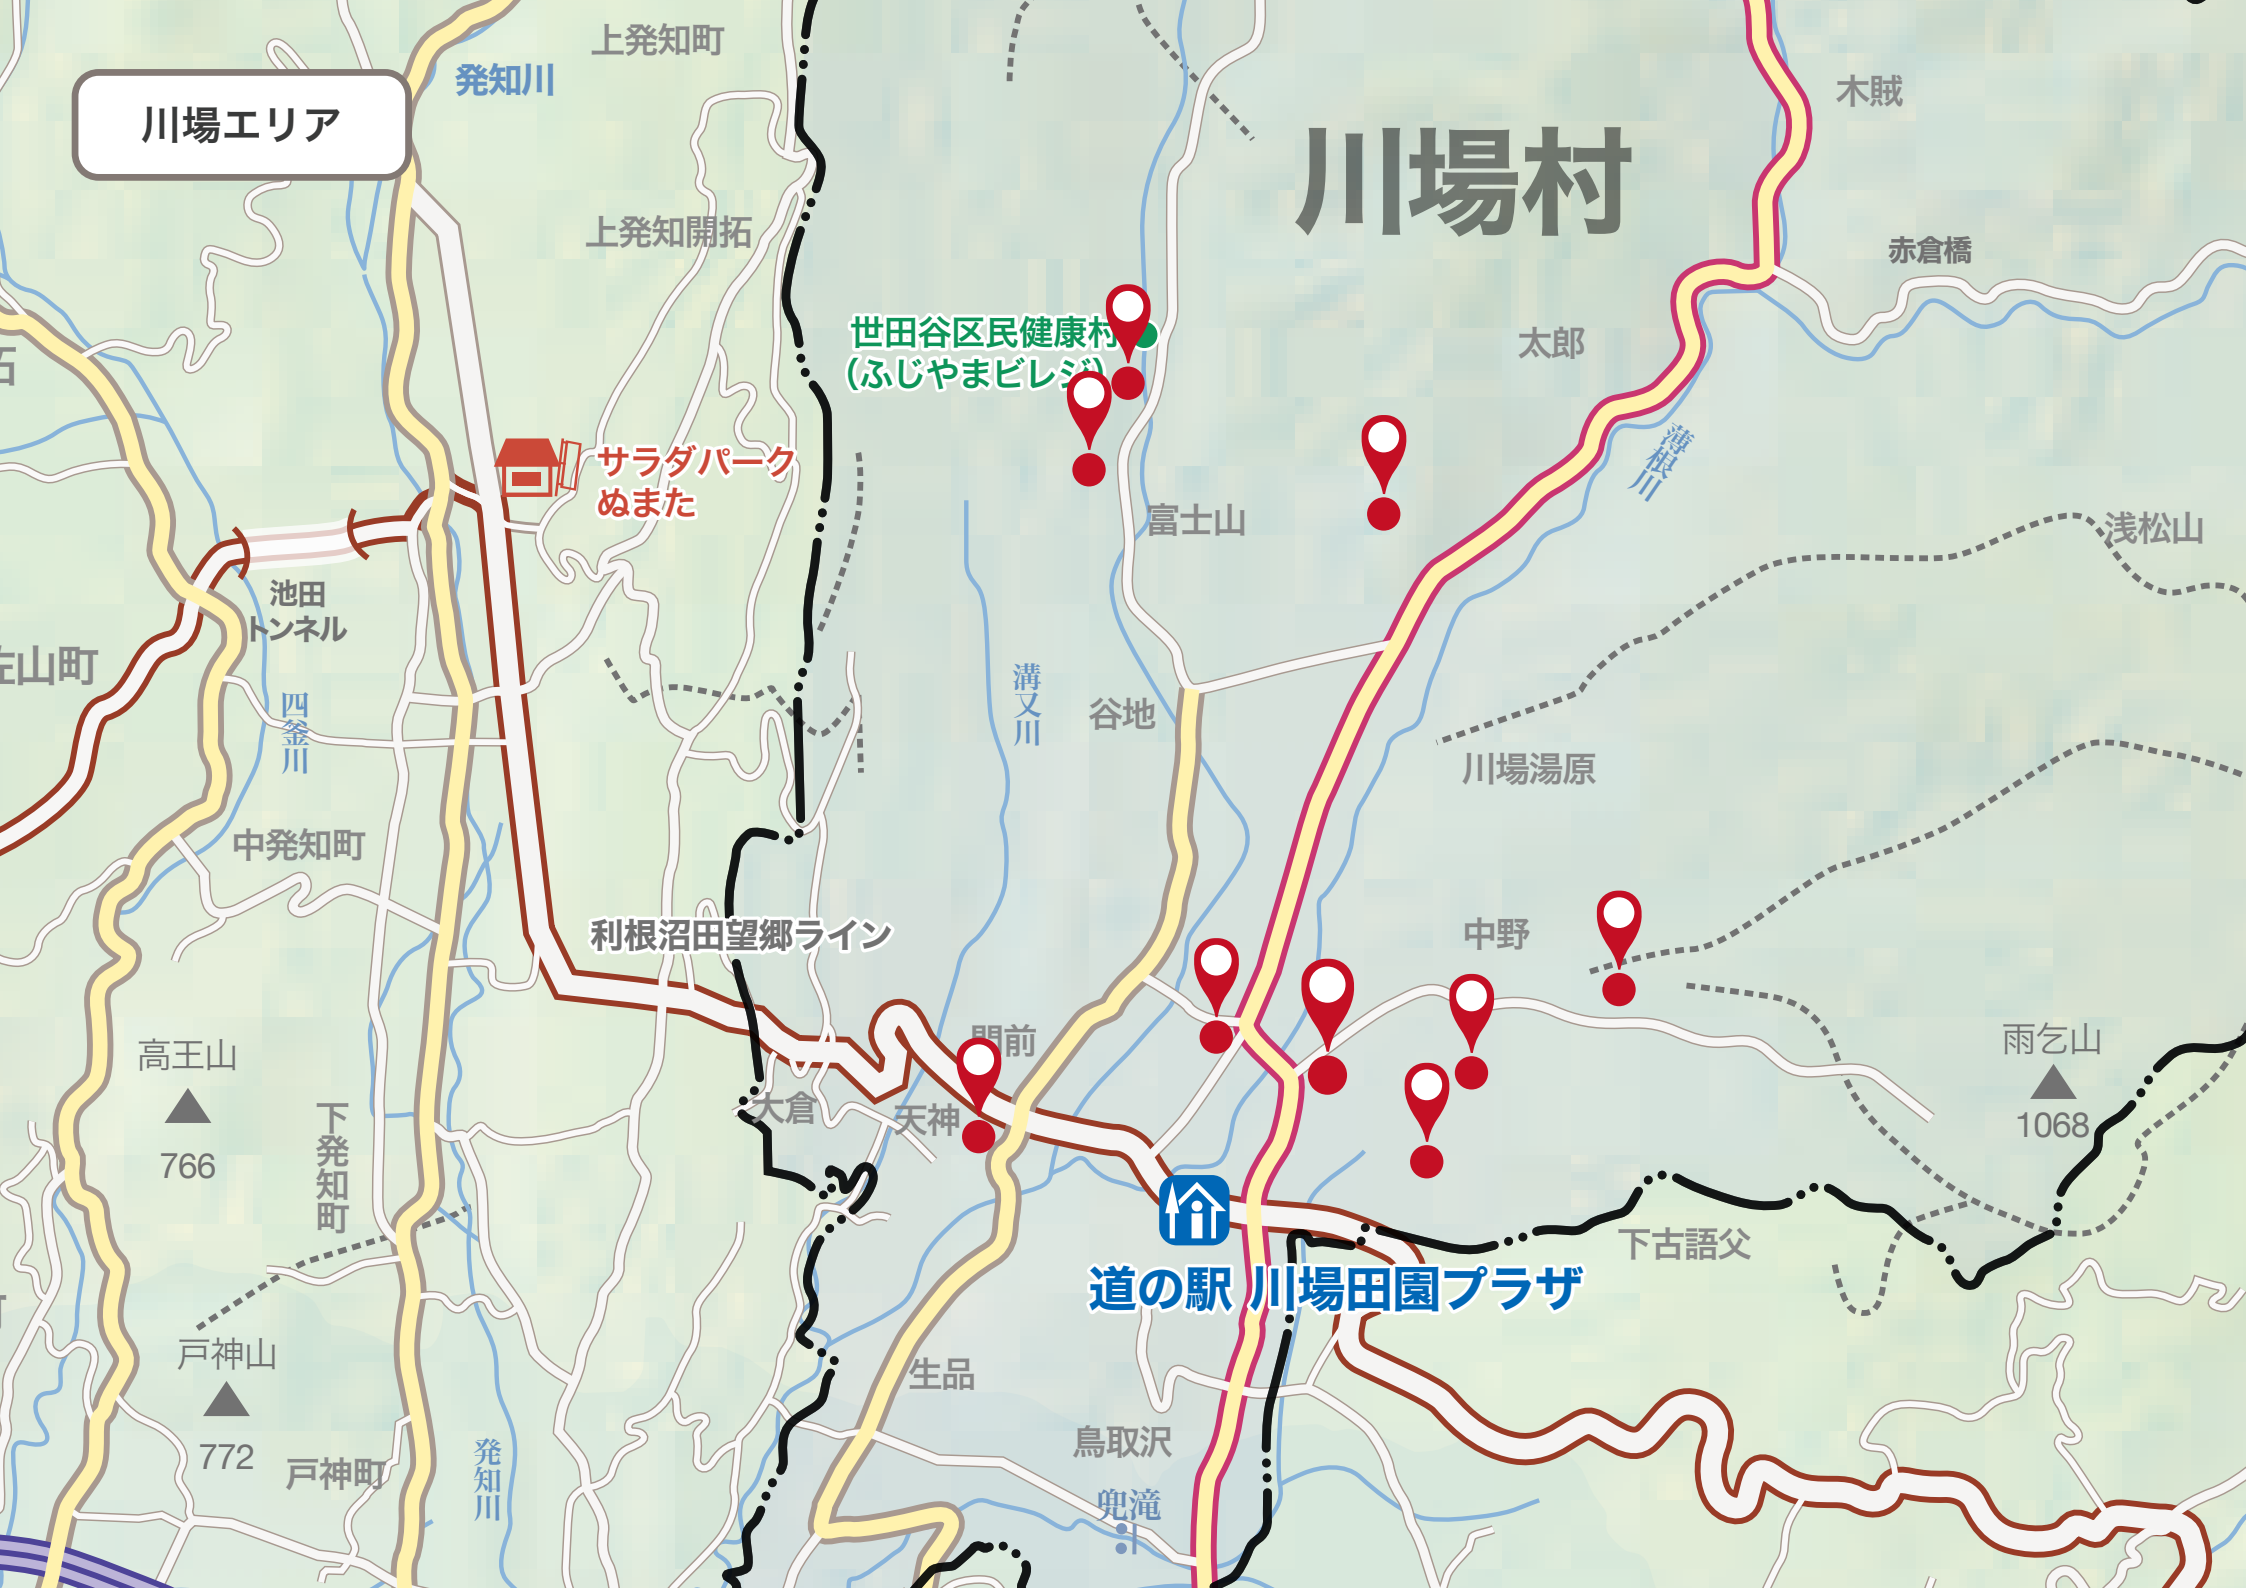 川場エリア
発知川
上発知町
木賊
川場村
上発知開拓
赤倉橋
世田谷区民健康村
（ふじやまビレジ）
太郎
サラダパーク
ぬまた
薄根川
富士山
浅松山
池田
トンネル
佐山町
四釜川
溝又川
谷地
川場湯原
中発知町
利根沼田望郷ライン
中野
門前
高王山
766
雨乞山
1068
大倉
天神
下発知町
下古語父
道の駅 川場田園プラザ
戸神山
772
生品
戸神町
発知川
鳥取沢
兜滝